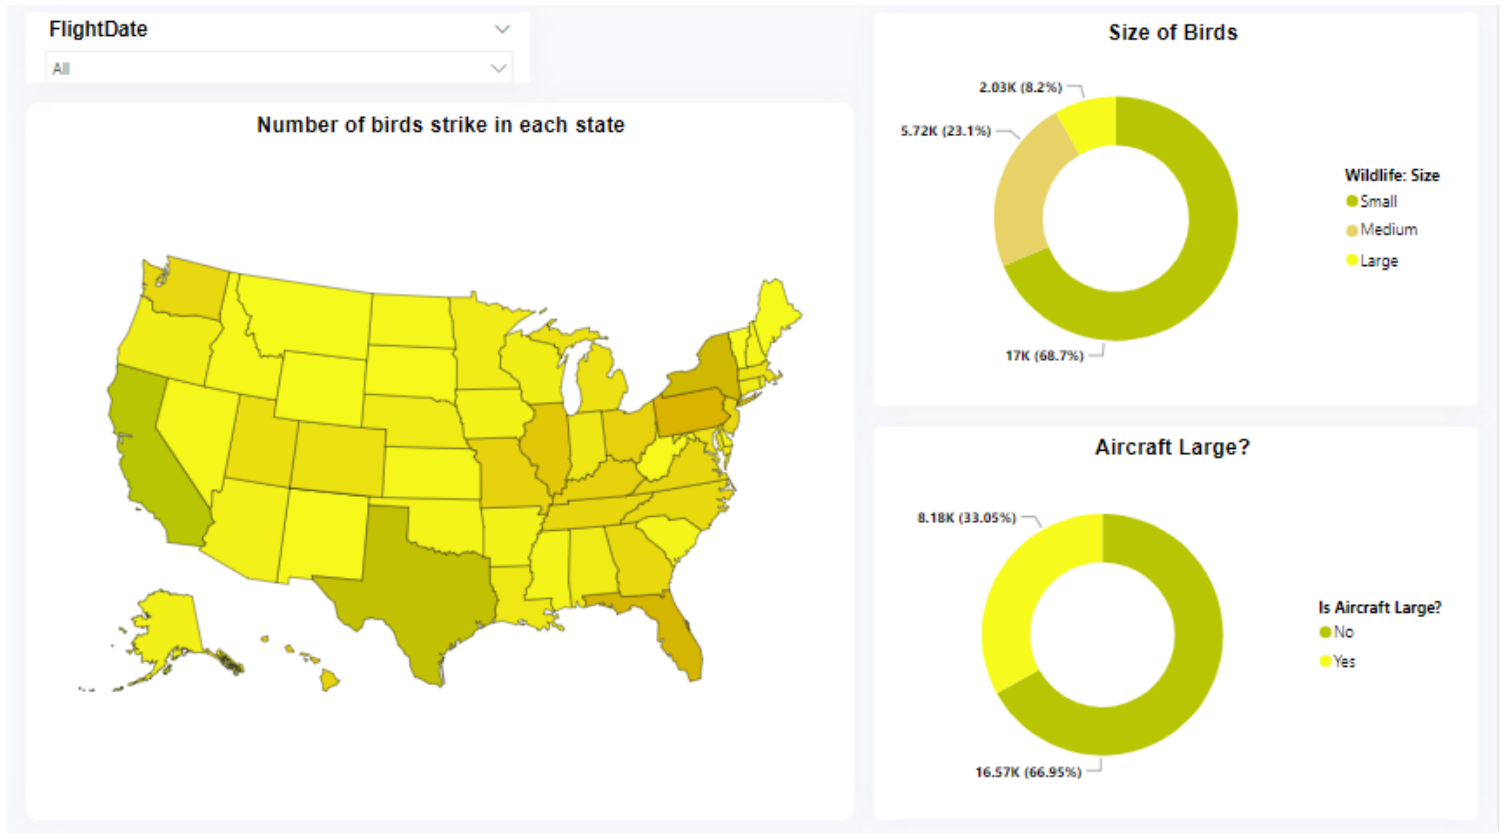 FlightDate
All
Number of birds strike in each state
Size of Birds
2.03K (8.2%)
5.72K (23.1%)
17K (68.7%)
Wildlife: Size
Small
Medium
Large
Aircraft Large?
8.18K (33.05%)
16.57K (66.95%)
Is Aircraft Large?
No
Yes